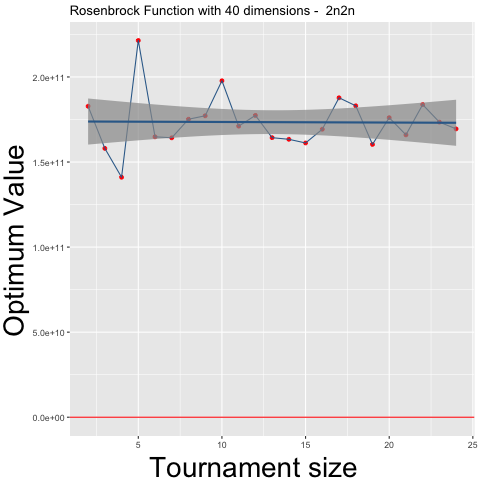 Rosenbrock Function with 40 dimensions -  2n2n
Optimum Value
2.0e+11
1.5e+11
1.0e+11
5.0e+10
0.0e+00
5
10
15
20
25
Tournament size